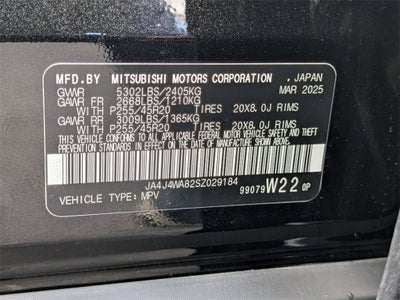 MFD.BY MITSUBISHI MOTORS CORPORATION , JAPAN
GVWR 5302LBS/2405KG MAR 2025
GAWR FR 2668LBS/1210KG TIRES 20X8.0J RIMS
WITH P255/45R20
GAWR RR 3009LBS/1365KG TIRES 20X8.0J RIMS
WITH P255/45R20
THIS VEHICLE CONFORMS TO ALL APPLICABLE FEDERAL MOTOR VEHICLE SAFETY, BUMPER, AND THEFT PREVENTION STANDARDS IN EFFECT ON THE DATE OF MANUFACTURE SHOWN ABOVE.
JA4J4WA82SZ029184
VEHICLE TYPE: MPV 99079 W22 0P